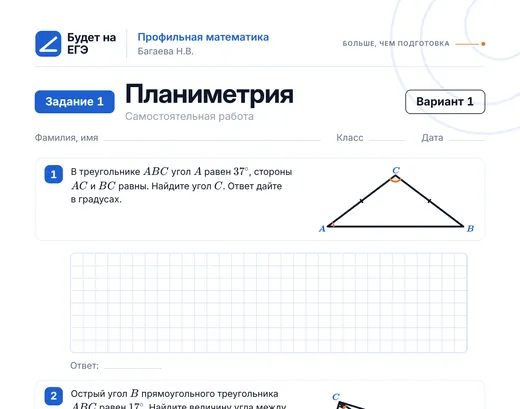 Будет на
ЕГЭ
Профильная математика
Багаева Н.В.
БОЛЬШЕ, ЧЕМ ПОДГОТОВКА
Задание 1
Планиметрия
Самостоятельная работа
Вариант 1
Фамилия, имя
Класс
Дата
1
В треугольнике ABC угол A равен 37°, стороны
AC и BC равны. Найдите угол C. Ответ дайте
в градусах.
C
A
B
Ответ:
2
Острый угол B прямоугольного треугольника
ABC равен 17°. Найдите величину угла между
C